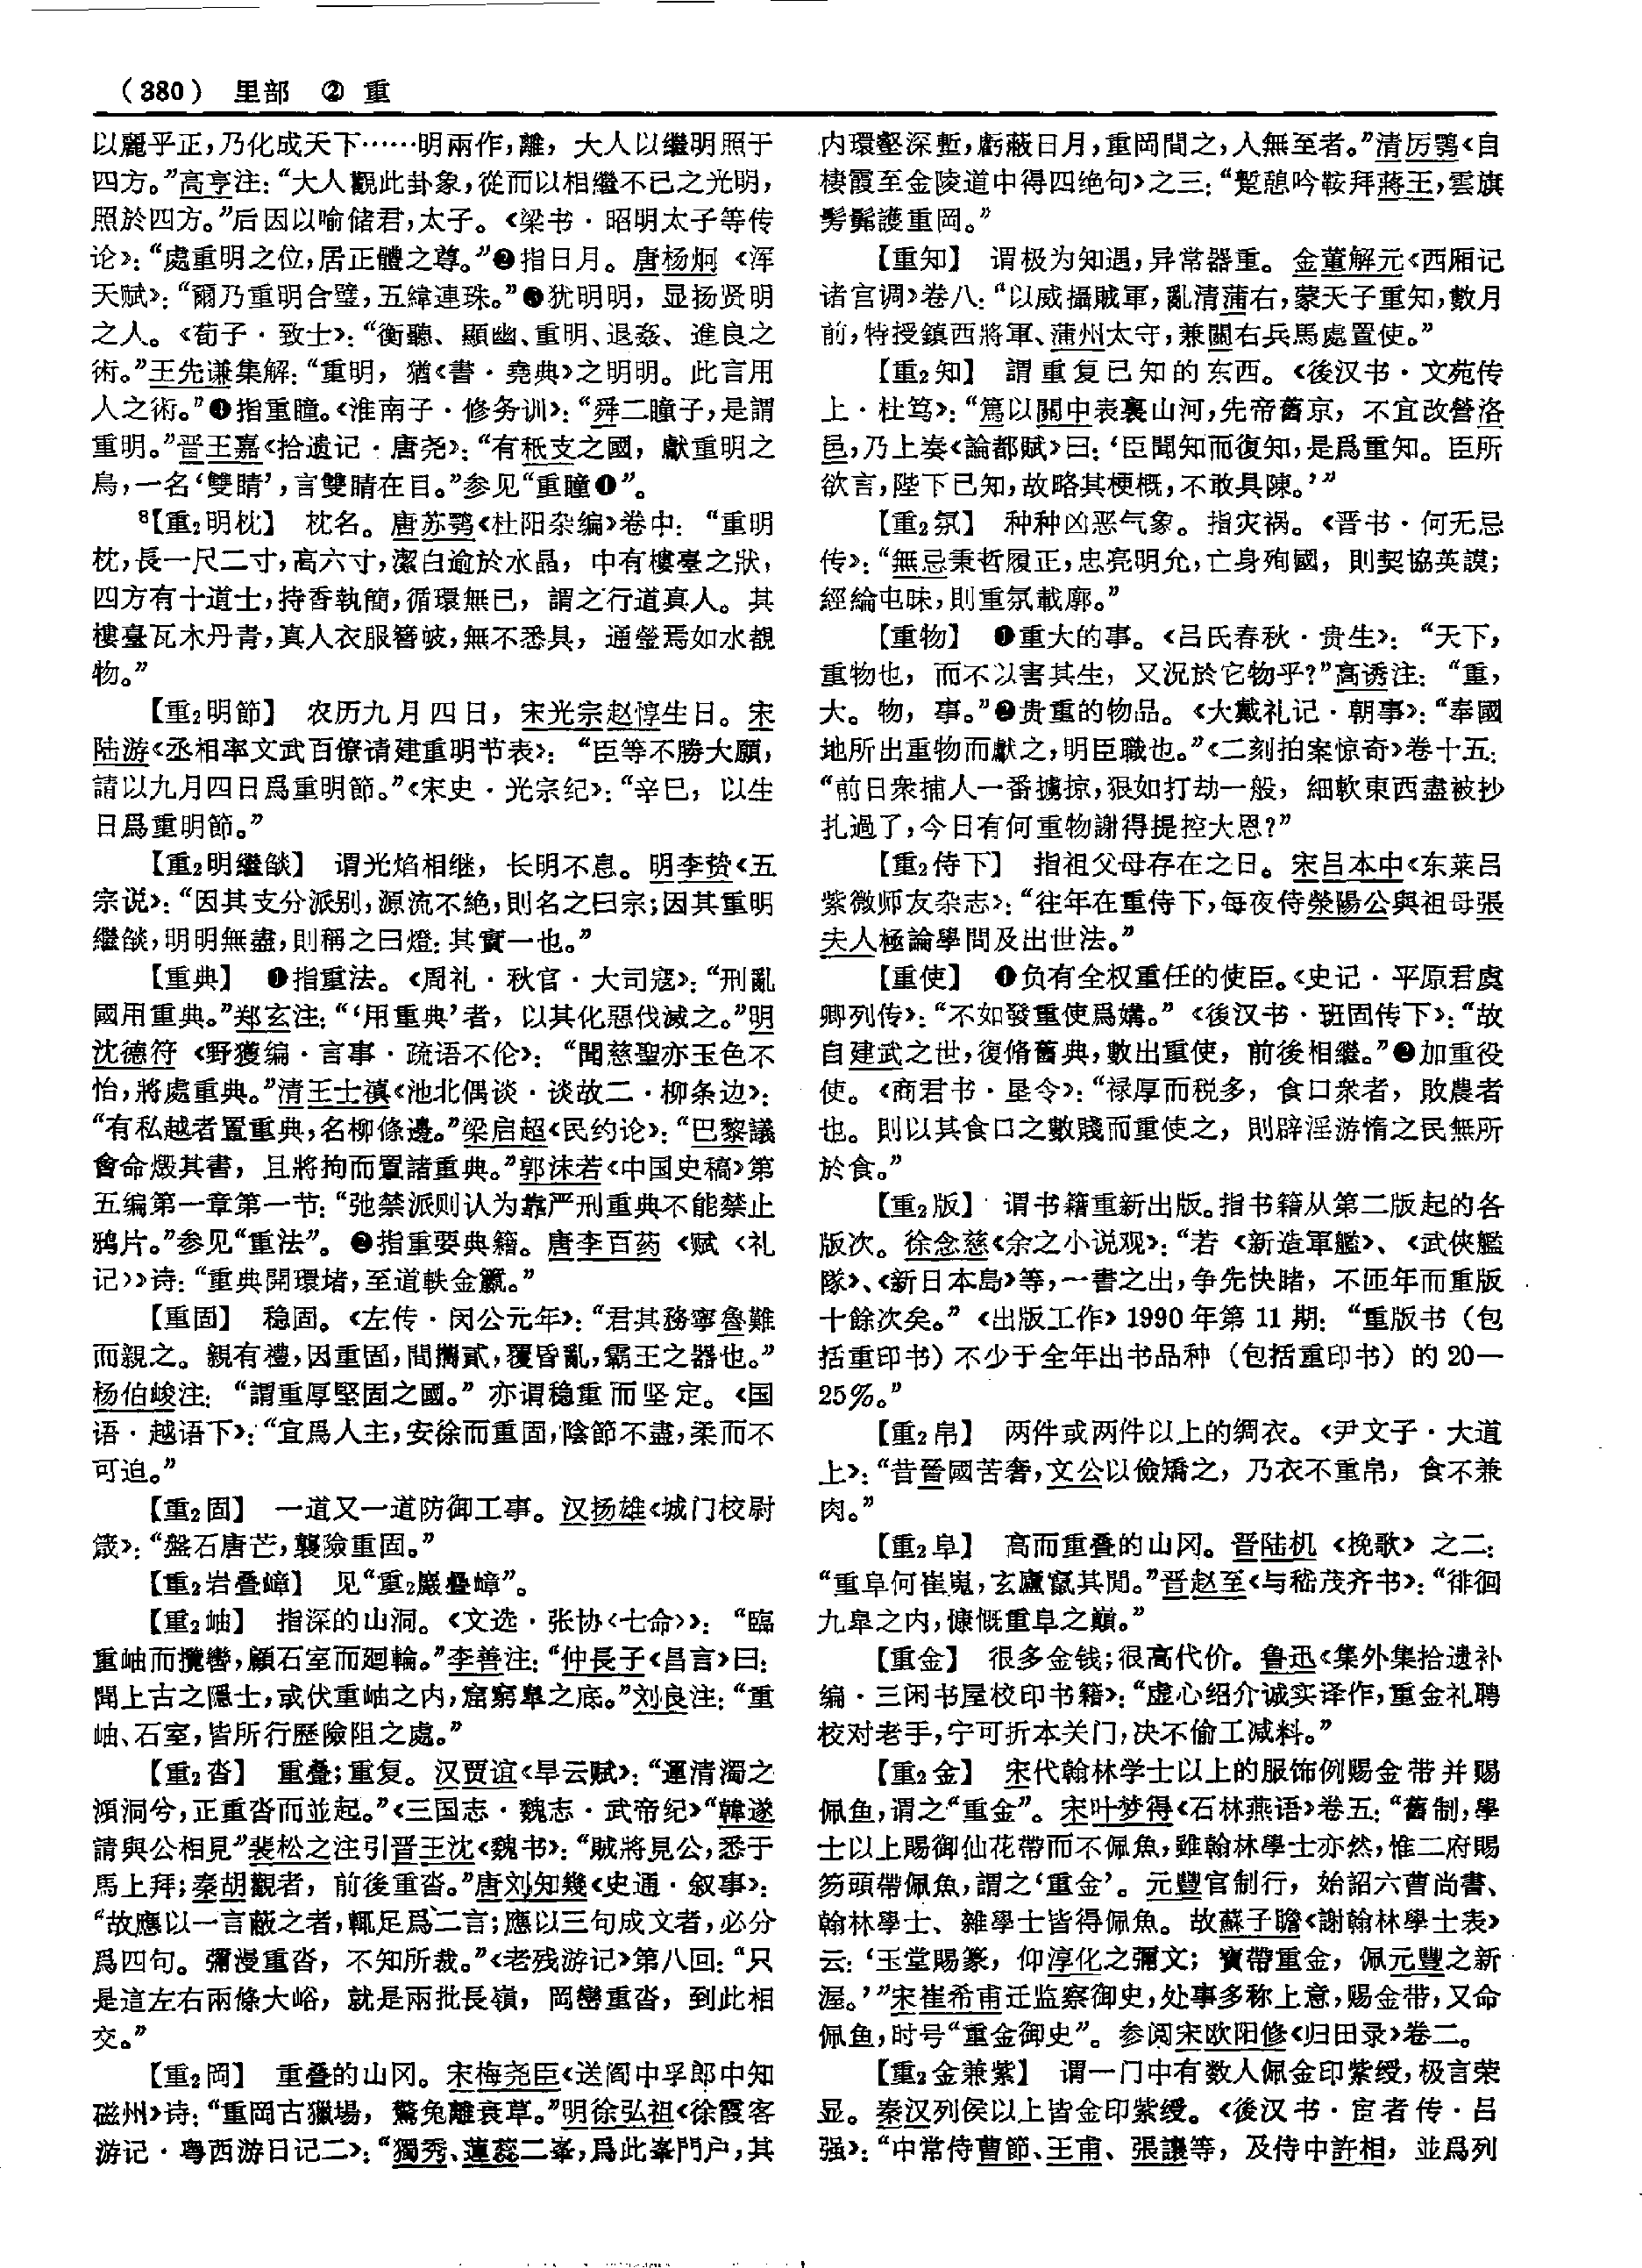 （380） 里部 ② 重
以麗乎正，乃化成天下……明兩作，離，大人以繼明照于
四方。”高亨注：“大人觀此卦象，從而以相繼不已之光明，
照於四方。”后因以喻储君，太子。《梁书·昭明太子等传
论》：“處重明之位，居正體之尊。”❷指日月。唐杨炯《浑
天赋》：“爾乃重明合璧，五緯連珠。”❸犹明明，显扬贤明
之人。《荀子·致士》：“衡聽、顯幽、重明、退姦、進良之
術。”王先谦集解：“重明，猶《書·堯典》之明明。此言用
人之術。”❹指重瞳。《淮南子·修务训》：“舜二瞳子，是謂
重明。”晋王嘉《拾遗记·唐尧》：“有秖支之國，獻重明之
鳥，一名‘雙睛’，言雙睛在目。”参见“重瞳❶”。
8【重₂明枕】 枕名。唐苏鹗《杜阳杂编》卷中：“重明
枕，長一尺二寸，高六寸，潔白逾於水晶，中有樓臺之狀，
四方有十道士，持香執簡，循環無已，謂之行道真人。其
樓臺瓦木丹青，真人衣服簪帔，無不悉具，通瑩焉如水覩
物。”
【重₂明節】 农历九月四日，宋光宗赵惇生日。宋
陆游《丞相率文武百僚请建重明节表》：“臣等不勝大願，
請以九月四日爲重明節。”《宋史·光宗纪》：“辛巳，以生
日爲重明節。”
【重₂明繼燄】 谓光焰相继，长明不息。明李贽《五
宗说》：“因其支分派别，源流不絶，則名之曰宗；因其重明
繼燄，明明無盡，則稱之曰燈：其實一也。”
【重典】 ❶指重法。《周礼·秋官·大司寇》：“刑亂
國用重典。”郑玄注：“‘用重典’者，以其化惡伐滅之。”明
沈德符《野獲编·言事·疏语不伦》：“聞慈聖亦玉色不
怡，將處重典。”清王士禛《池北偶谈·谈故二·柳条边》：
“有私越者置重典，名柳條邊。”梁启超《民约论》：“巴黎議
會命燬其書，且將拘而置諸重典。”郭沫若《中国史稿》第
五编第一章第一节：“弛禁派则认为靠严刑重典不能禁止
鸦片。”参见“重法”。❷指重要典籍。唐李百药《赋《礼
记》》诗：“重典開環堵，至道軼金籯。”
【重固】 稳固。《左传·闵公元年》：“君其務寧魯難
而親之。親有禮，因重固，間攜貳，覆昏亂，霸王之器也。”
杨伯峻注：“謂重厚堅固之國。”亦谓稳重而坚定。《国
语·越语下》：“宜爲人主，安徐而重固，陰節不盡，柔而不
可迫。”
【重₂固】 一道又一道防御工事。汉扬雄《城门校尉
箴》：“盤石唐芒，襲險重固。”
【重₂岩叠嶂】 见“重₂巖疊嶂”。
【重₂岫】 指深的山洞。《文选·张协〈七命〉》：“臨
重岫而攬轡，顧石室而廻輪。”李善注：“仲長子《昌言》曰：
聞上古之隱士，或伏重岫之内，窟窮臯之底。”刘良注：“重
岫、石室，皆所行歷險阻之處。”
【重₂沓】 重叠；重复。汉贾谊《旱云赋》：“運清濁之
澒洞兮，正重沓而並起。”《三国志·魏志·武帝纪》“韓遂
請與公相見”裴松之注引晋王沈《魏书》：“賊將見公，悉于
馬上拜；秦胡觀者，前後重沓。”唐刘知幾《史通·叙事》：
“故應以一言蔽之者，輒足爲二言；應以三句成文者，必分
爲四句。彌漫重沓，不知所裁。”《老残游记》第八回：“只
是這左右兩條大峪，就是兩批長嶺，岡巒重沓，到此相
交。”
【重₂岡】 重叠的山冈。宋梅尧臣《送阎中孚郎中知
磁州》诗：“重岡古獵場，驚兔離衰草。”明徐弘祖《徐霞客
游记·粤西游日记二》：“獨秀、蓮蕊二峯，爲此峯門户，其
内環壑深塹，虧蔽日月，重岡間之，人無至者。”清厉鹗《自
棲霞至金陵道中得四绝句》之三：“蹔憩吟鞍拜蔣王，雲旗
髣髴護重岡。”
【重知】 谓极为知遇，异常器重。金董解元《西厢记
诸宫调》卷八：“以威攝賊軍，亂清蒲右，蒙天子重知，數月
前，特授鎮西將軍、蒲州太守，兼關右兵馬處置使。”
【重₂知】 謂重复已知的东西。《後汉书·文苑传
上·杜笃》：“篤以關中表裏山河，先帝舊京，不宜改營洛
邑，乃上奏《論都賦》曰：‘臣聞知而復知，是爲重知。臣所
欲言，陛下已知，故略其梗概，不敢具陳。’”
【重₂氛】 种种凶恶气象。指灾祸。《晋书·何无忌
传》：“無忌秉哲履正，忠亮明允，亡身殉國，則契協英謨；
經綸屯昧，則重氛載廓。”
【重物】 ❶重大的事。《吕氏春秋·贵生》：“天下，
重物也，而不以害其生，又況於它物乎？”高诱注：“重，
大。物，事。”❷贵重的物品。《大戴礼记·朝事》：“奉國
地所出重物而獻之，明臣職也。”《二刻拍案惊奇》卷十五：
“前日衆捕人一番擄掠，狠如打劫一般，細軟東西盡被抄
扎過了，今日有何重物謝得提控大恩？”
【重₂侍下】 指祖父母存在之日。宋吕本中《东莱吕
紫微师友杂志》：“往年在重侍下，每夜侍滎陽公與祖母張
夫人極論學問及出世法。”
【重使】 ❶负有全权重任的使臣。《史记·平原君虞
卿列传》：“不如發重使爲媾。”《後汉书·班固传下》：“故
自建武之世，復脩舊典，數出重使，前後相繼。”❷加重役
使。《商君书·垦令》：“禄厚而税多，食口衆者，敗農者
也。則以其食口之數賤而重使之，則辟淫游惰之民無所
於食。”
【重₂版】 谓书籍重新出版。指书籍从第二版起的各
版次。徐念慈《余之小说观》：“若《新造軍艦》、《武侠艦
隊》、《新日本島》等，一書之出，争先快睹，不匝年而重版
十餘次矣。”《出版工作》1990年第11期：“重版书（包
括重印书）不少于全年出书品种（包括重印书）的20—
25%。”
【重₂帛】 两件或两件以上的绸衣。《尹文子·大道
上》：“昔晉國苦奢，文公以儉矯之，乃衣不重帛，食不兼
肉。”
【重₂阜】 高而重叠的山冈。晋陆机《挽歌》之二：
“重阜何崔嵬，玄廬竄其閒。”晋赵至《与嵇茂齐书》：“徘徊
九皐之内，慷慨重阜之巔。”
【重金】 很多金钱；很高代价。鲁迅《集外集拾遗补
编·三闲书屋校印书籍》：“虚心绍介诚实译作，重金礼聘
校对老手，宁可折本关门，决不偷工减料。”
【重₂金】 宋代翰林学士以上的服饰例赐金带并赐
佩鱼，谓之“重金”。宋叶梦得《石林燕语》卷五：“舊制，學
士以上賜御仙花帶而不佩魚，雖翰林學士亦然，惟二府賜
笏頭帶佩魚，謂之‘重金’。元豐官制行，始詔六曹尚書、
翰林學士、雜學士皆得佩魚。故蘇子瞻《謝翰林學士表》
云：‘玉堂賜篆，仰淳化之彌文；寶帶重金，佩元豐之新
渥。’”宋崔希甫迁监察御史，处事多称上意，赐金带，又命
佩鱼，时号“重金御史”。参阅宋欧阳修《归田录》卷二。
【重₂金兼紫】 谓一门中有数人佩金印紫绶，极言荣
显。秦汉列侯以上皆金印紫绶。《後汉书·宦者传·吕
强》：“中常侍曹節、王甫、張讓等，及侍中許相，並爲列